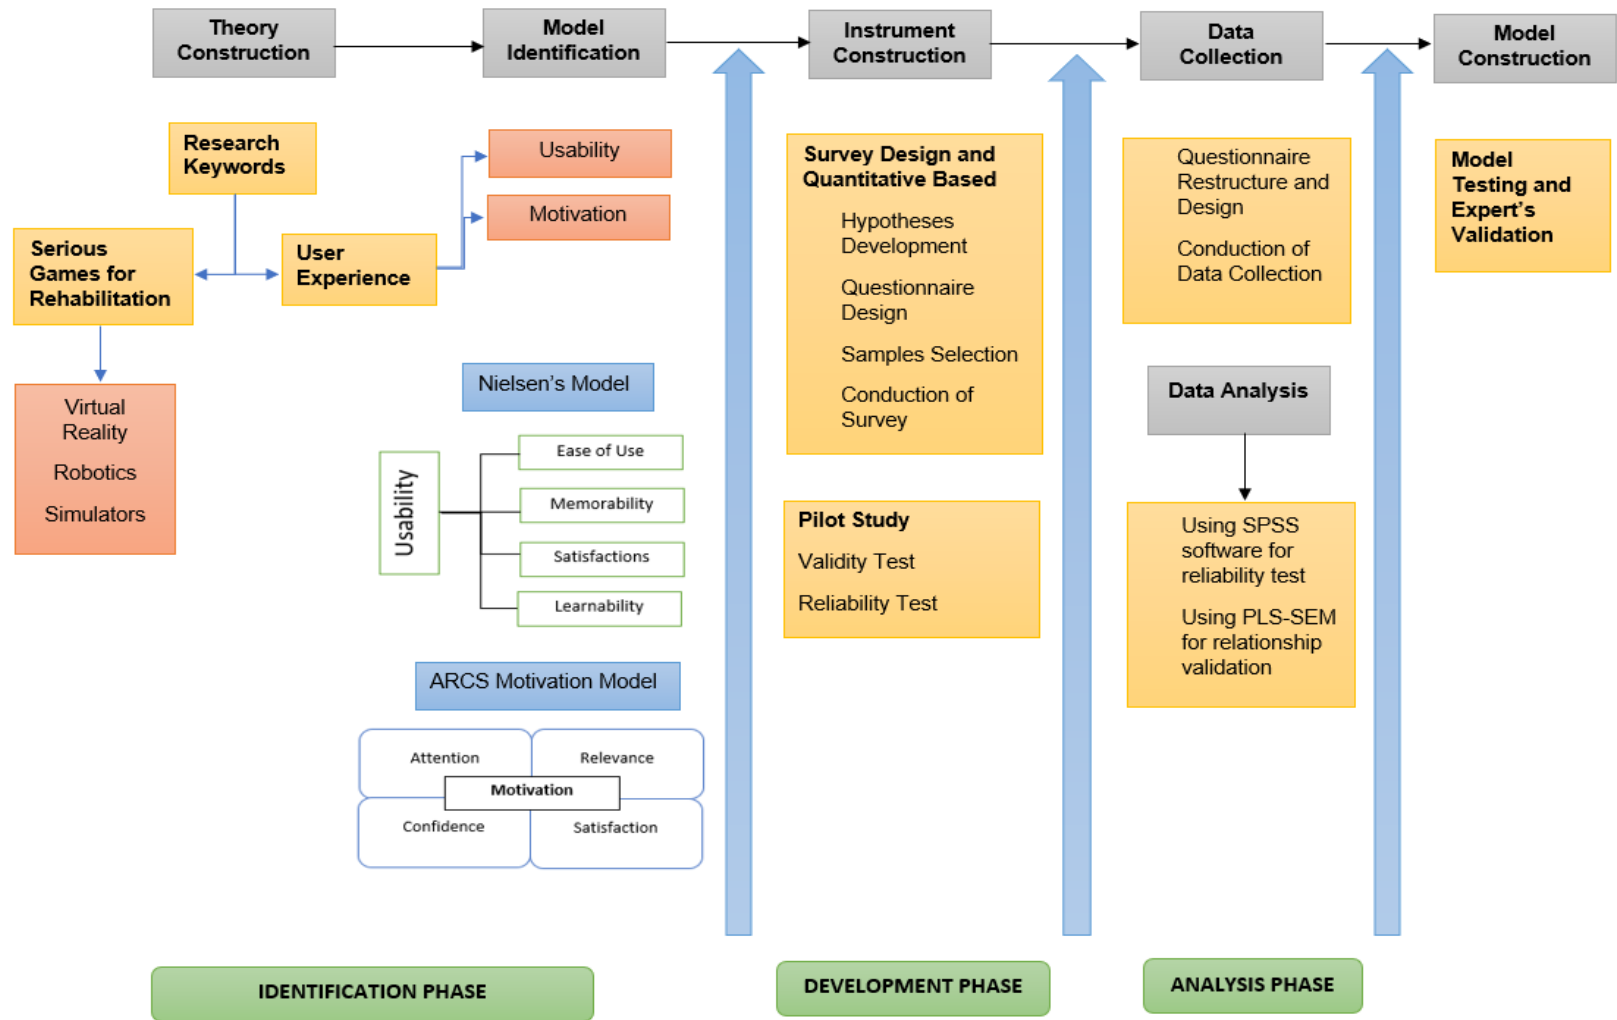 Theory
Construction
Model
Identification
Instrument
Construction
Data
Collection
Model
Construction
Research
Keywords
Serious
Games for
Rehabilitation
User
Experience
Usability
Motivation
Virtual
Reality
Robotics
Simulators
Nielsen's Model
Usability
Ease of Use
Memorability
Satisfactions
Learnability
ARCS Motivation Model
Attention
Relevance
Motivation
Confidence
Satisfaction
Survey Design and
Quantitative Based
Hypotheses
Development
Questionnaire
Design
Samples Selection
Conduction of
Survey
Pilot Study
Validity Test
Reliability Test
Questionnaire
Restructure and
Design
Conduction of
Data Collection
Data Analysis
Using SPSS
software for
reliability test
Using PLS-SEM
for relationship
validation
Model
Testing and
Expert's
Validation
IDENTIFICATION PHASE
DEVELOPMENT PHASE
ANALYSIS PHASE